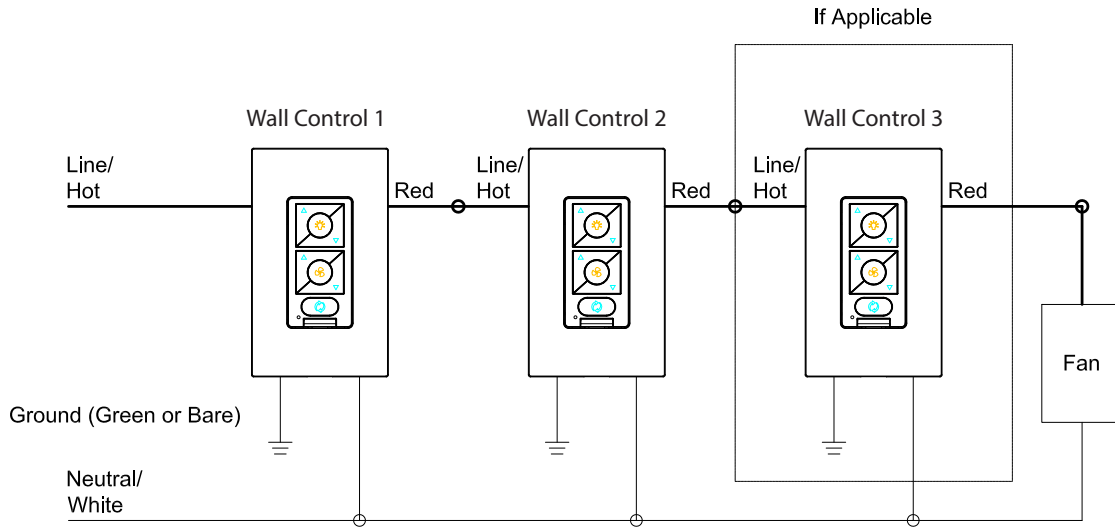 If Applicable
Wall Control 1
Wall Control 2
Wall Control 3
Line/
Hot
Red
Line/
Hot
Red
Line/
Hot
Red
Fan
Ground (Green or Bare)
Neutral/
White